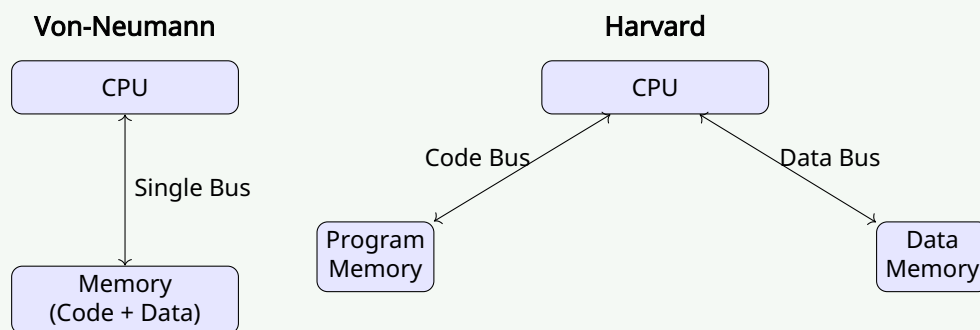 Von-Neumann
CPU
Single Bus
Memory
(Code + Data)
Harvard
CPU
Code Bus
Data Bus
Program
Memory
Data
Memory